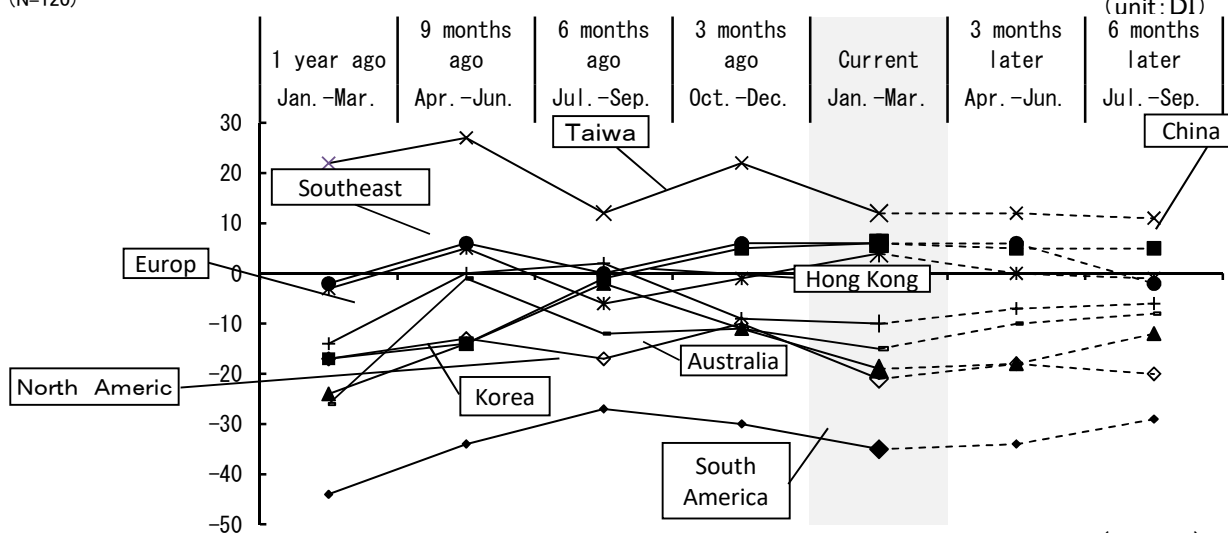 (N=120)
(unit:DI)
1 year ago
9 months
ago
6 months
ago
3 months
ago
Current
3 months
later
6 months
later
Jan.-Mar.
Apr.-Jun.
Jul.-Sep.
Oct.-Dec.
Jan.-Mar.
Apr.-Jun.
Jul.-Sep.
30
20
10
0
-10
-20
-30
-40
-50
Taiwa
China
Southeast
Europ
Hong Kong
Australia
North Americ
Korea
South
America